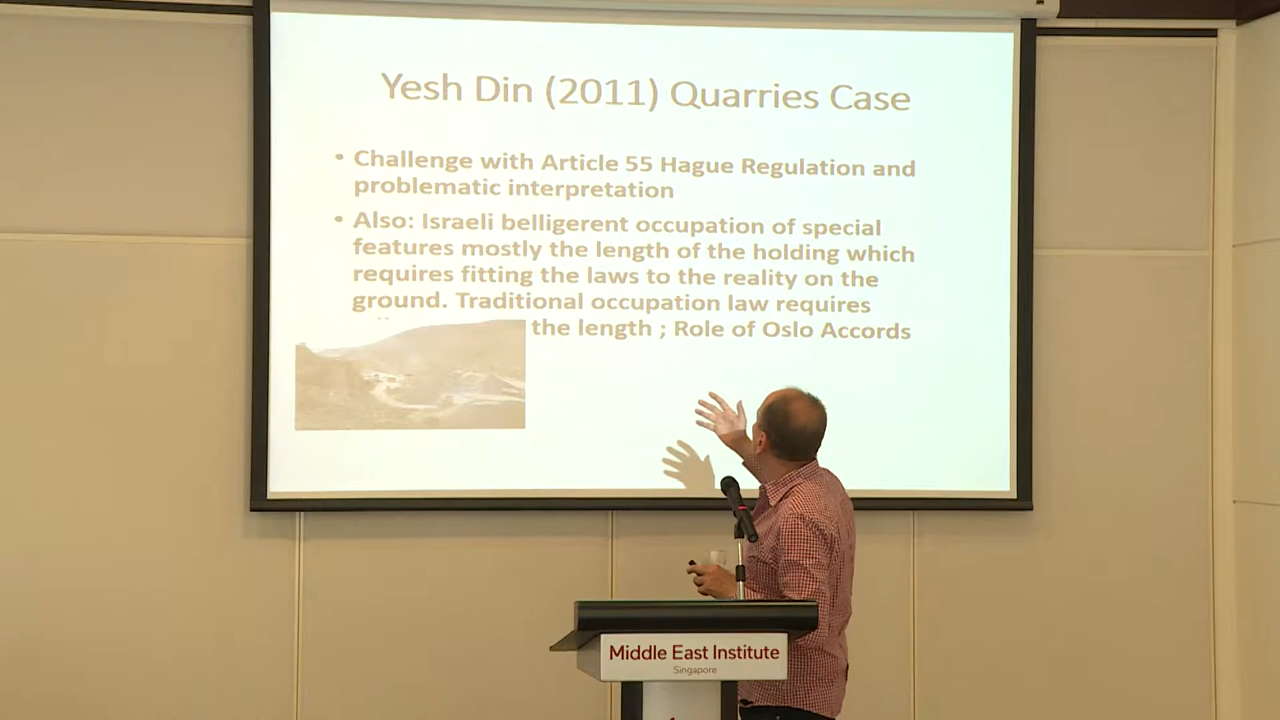 Yesh Din (2011) Quarries Case
• Challenge with Article 55 Hague Regulation and
problematic interpretation
• Also: Israeli belligerent occupation of special
features mostly the length of the holding which
requires fitting the laws to the reality on the
ground. Traditional occupation law requires
the length ; Role of Oslo Accords
Middle East Institute
Singapore